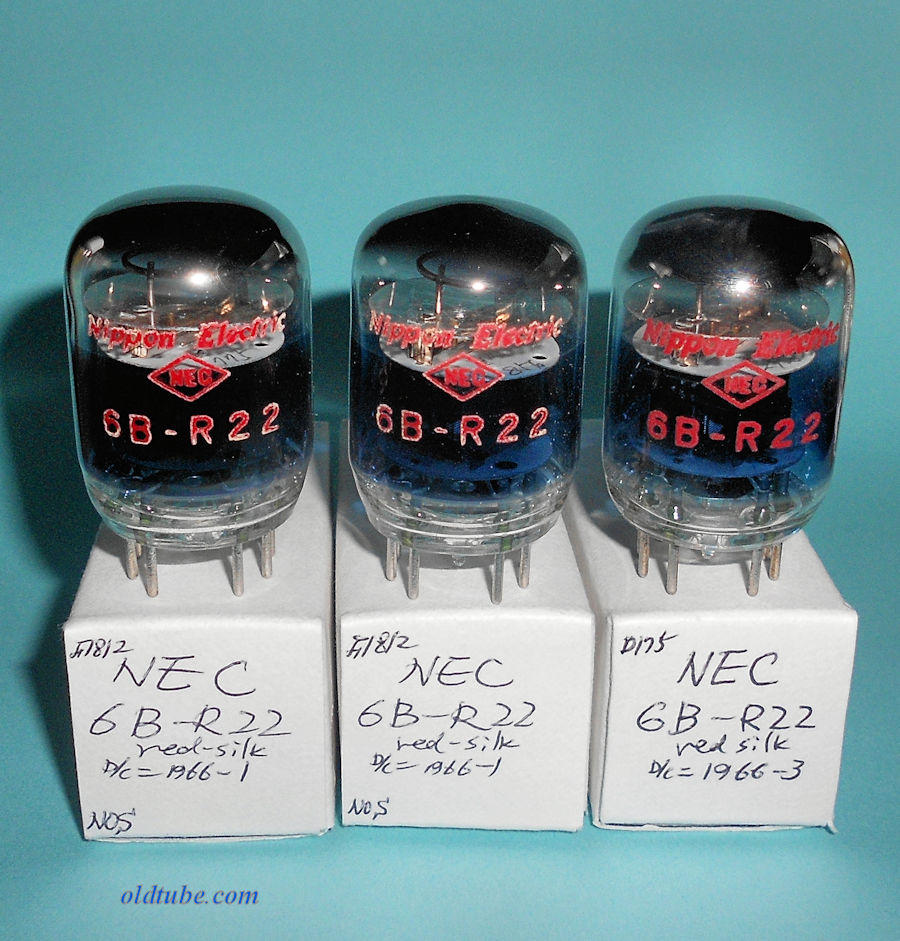 Nippon Electric
NEC
6B-R22
Nippon Electric
NEC
6B-R22
Nippon Electric
NEC
6B-R22
NEC
6B-R22
red-silk
D/C=1966-1
NOS
NEC
6B-R22
red-silk
D/C=1966-1
NOS
D175
NEC
6B-R22
red silk
D/C=1966-3
oldtube.com